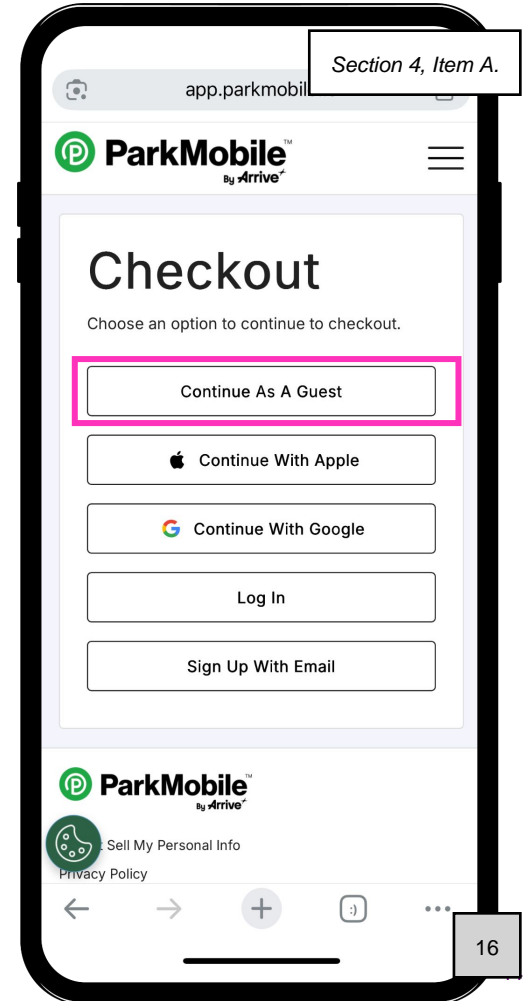 Section 4, Item A.
app.parkmobil
ParkMobile™
By Arrive
Checkout
Choose an option to continue to checkout.
Continue As A Guest
Continue With Apple
Continue With Google
Log In
Sign Up With Email
ParkMobile™
By Arrive
Sell My Personal Info
Privacy Policy
:)
16